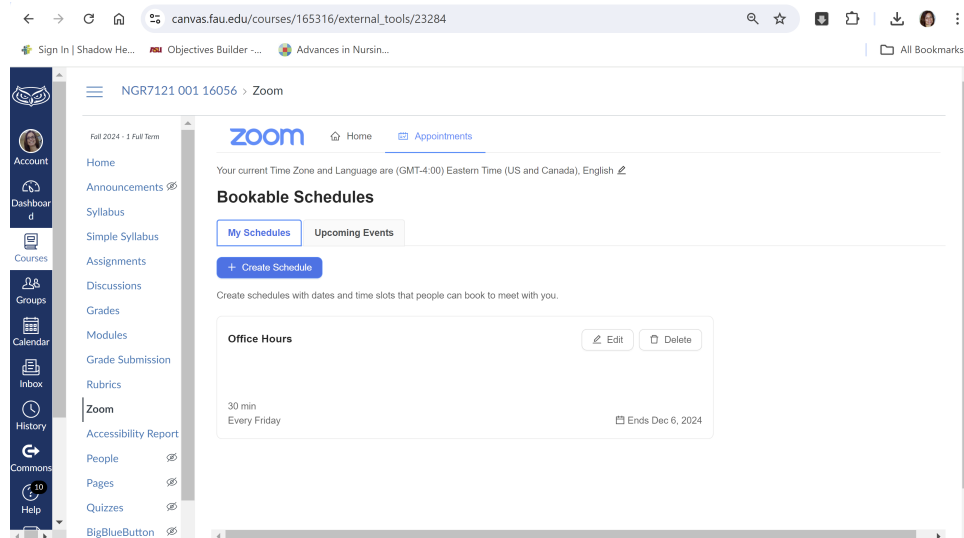 canvas.fau.edu/courses/165316/external_tools/23284
Sign In | Shadow He...
ASU Objectives Builder -...
Advances in Nursin...
All Bookmarks
NGR7121 001 16056 > Zoom
Account
Dashboar
d
Courses
Groups
Calendar
Inbox
History
Commons
10
Help
Fall 2024 - 1 Full Term
Home
Announcements
Syllabus
Simple Syllabus
Assignments
Discussions
Grades
Modules
Grade Submission
Rubrics
Zoom
Accessibility Report
People
Pages
Quizzes
BigBlueButton
zoom
Home
Appointments
Your current Time Zone and Language are (GMT-4:00) Eastern Time (US and Canada), English
Bookable Schedules
My Schedules
Upcoming Events
+ Create Schedule
Create schedules with dates and time slots that people can book to meet with you.
Office Hours
Edit
Delete
30 min
Every Friday
Ends Dec 6, 2024